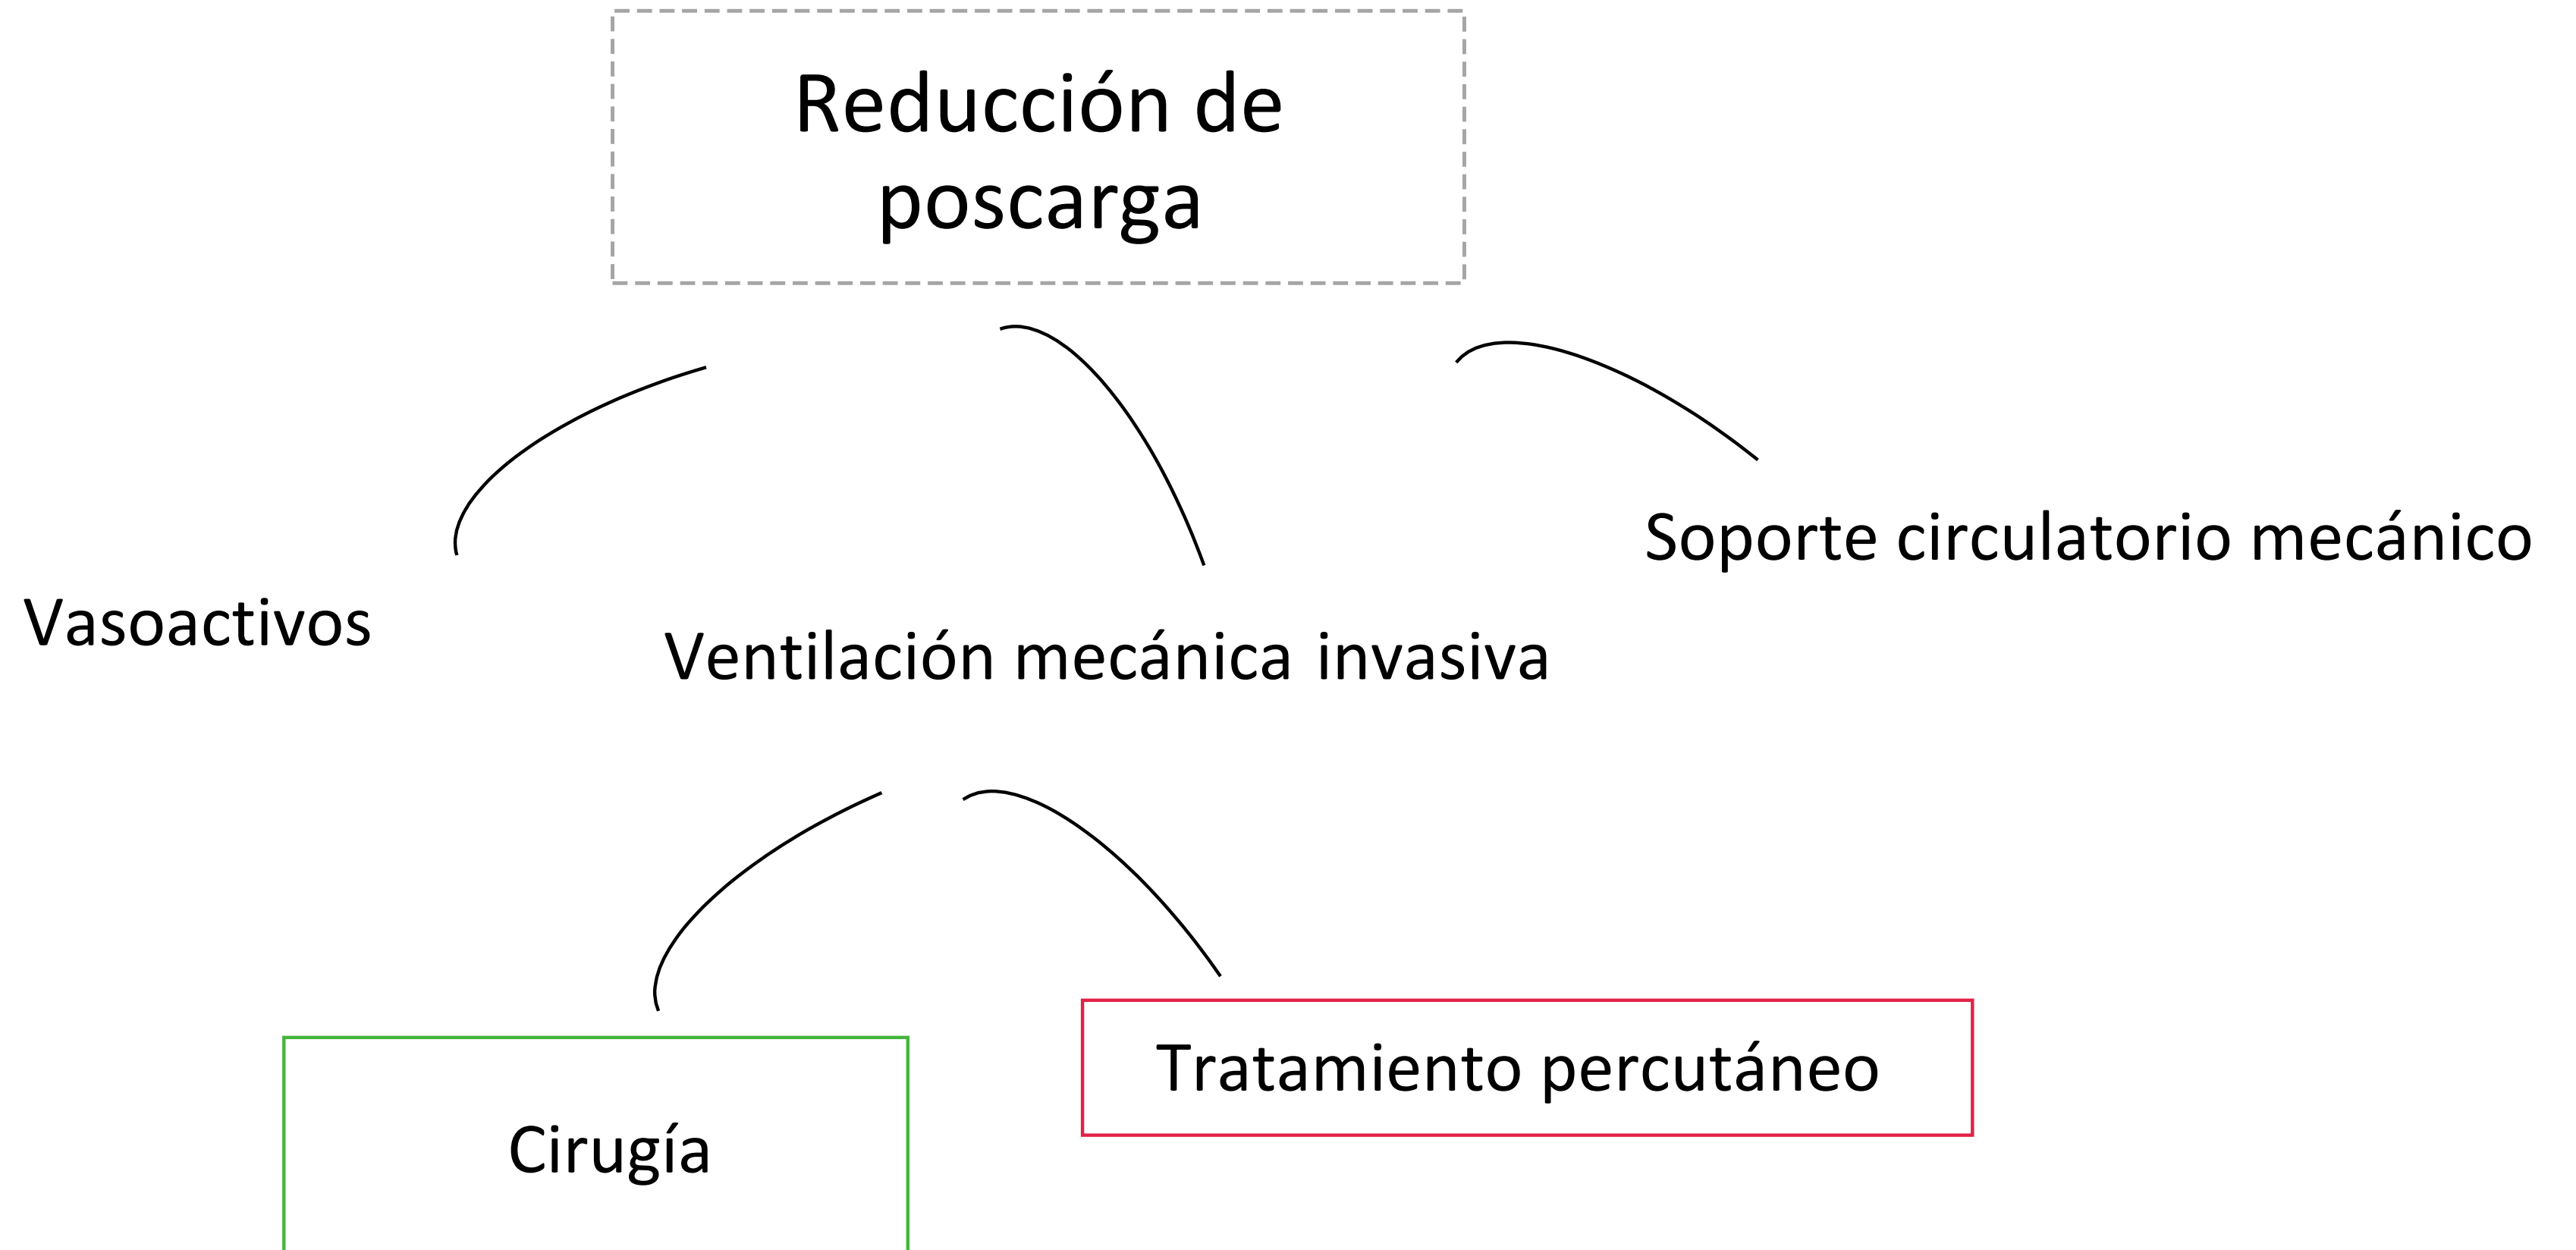 Reducción de
poscarga
Soporte circulatorio mecánico
Vasoactivos
Ventilación mecánica invasiva
Tratamiento percutáneo
Cirugía